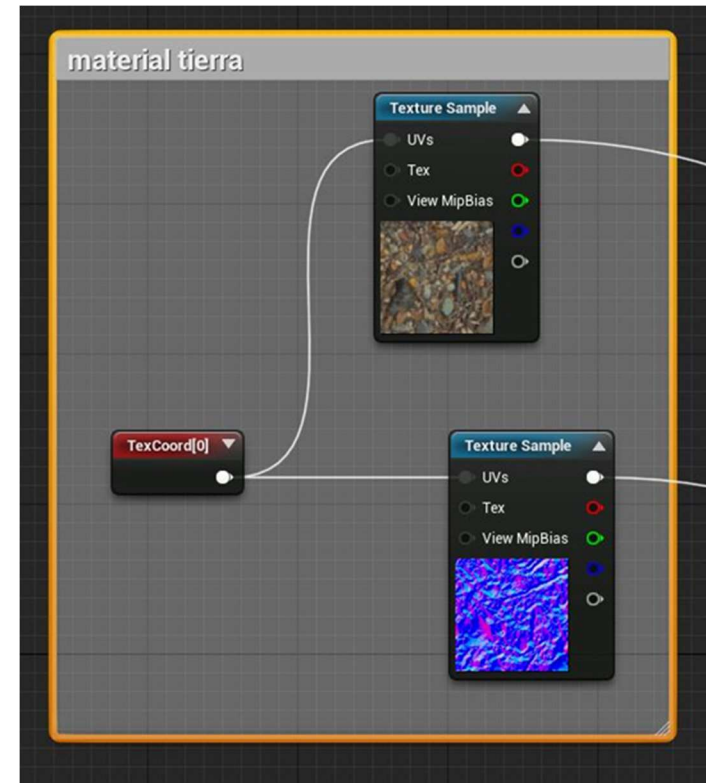 material tierra
Texture Sample
UVs
Tex
View MipBias
TexCoord[0]
Texture Sample
UVs
Tex
View MipBias